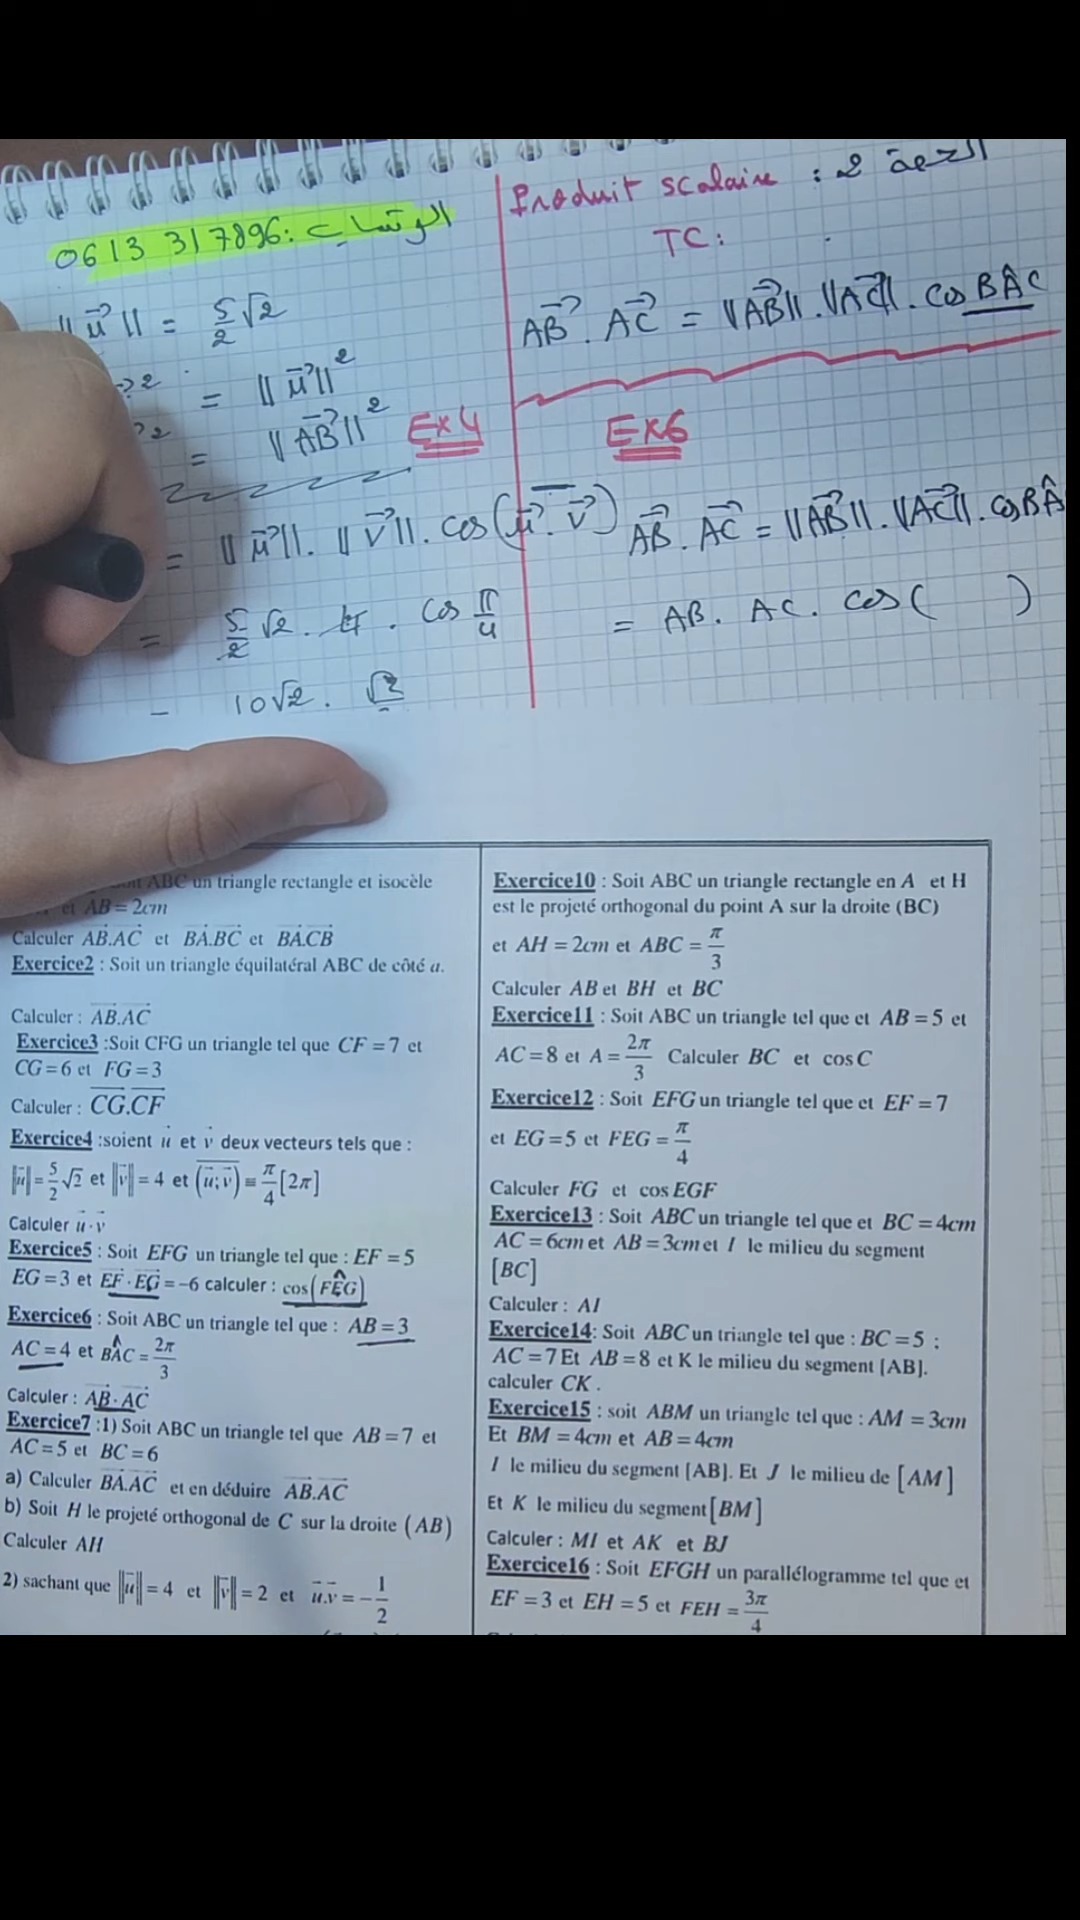 Produit scalaire : 2 الحصة
TC:
0613 317896: الوتساب
AB . AC = ||AB|| . ||AC|| . cos BÂC
||u|| = 5/2 √2
= ||u||²
= ||AB||²
Ex4
Ex6
= ||u|| . ||v|| . cos(u . v)
AB . AC = ||AB|| . ||AC|| . cos BÂ
= 5/2 √2 . 4 . cos π/4
= AB . AC . cos( )
10√2 . √2
ABC un triangle rectangle et isocèle
et AB = 2cm
Calculer AB.AC et BA.BC et BA.CB
Exercice2 : Soit un triangle équilatéral ABC de côté a.
Calculer : AB.AC
Exercice3 :Soit CFG un triangle tel que CF = 7 et
CG = 6 et FG = 3
Calculer : CG.CF
Exercice4 :soient u et v deux vecteurs tels que :
||u|| = 5/2 √2 et ||v|| = 4 et (u;v) ≡ π/4 [2π]
Calculer u · v
Exercice5 : Soit EFG un triangle tel que : EF = 5
EG = 3 et EF · EG = −6 calculer : cos(FÊG)
Exercice6 : Soit ABC un triangle tel que : AB = 3
AC = 4 et BÂC = 2π/3
Calculer : AB · AC
Exercice7 :1) Soit ABC un triangle tel que AB = 7 et
AC = 5 et BC = 6
a) Calculer BA.AC et en déduire AB.AC
b) Soit H le projeté orthogonal de C sur la droite (AB)
Calculer AH
2) sachant que ||u|| = 4 et ||v|| = 2 et u.v = −1/2
Exercice10 : Soit ABC un triangle rectangle en A et H
est le projeté orthogonal du point A sur la droite (BC)
et AH = 2cm et ABC = π/3
Calculer AB et BH et BC
Exercice11 : Soit ABC un triangle tel que et AB = 5 et
AC = 8 et A = 2π/3 Calculer BC et cosC
Exercice12 : Soit EFG un triangle tel que et EF = 7
et EG = 5 et FEG = π/4
Calculer FG et cos EGF
Exercice13 : Soit ABC un triangle tel que et BC = 4cm
AC = 6cm et AB = 3cm et I le milieu du segment
[BC]
Calculer : AI
Exercice14: Soit ABC un triangle tel que : BC = 5 :
AC = 7 Et AB = 8 et K le milieu du segment [AB].
calculer CK .
Exercice15 : soit ABM un triangle tel que : AM = 3cm
Et BM = 4cm et AB = 4cm
I le milieu du segment [AB]. Et J le milieu de [AM]
Et K le milieu du segment[BM]
Calculer : MI et AK et BJ
Exercice16 : Soit EFGH un parallélogramme tel que et
EF = 3 et EH = 5 et FEH = 3π/4